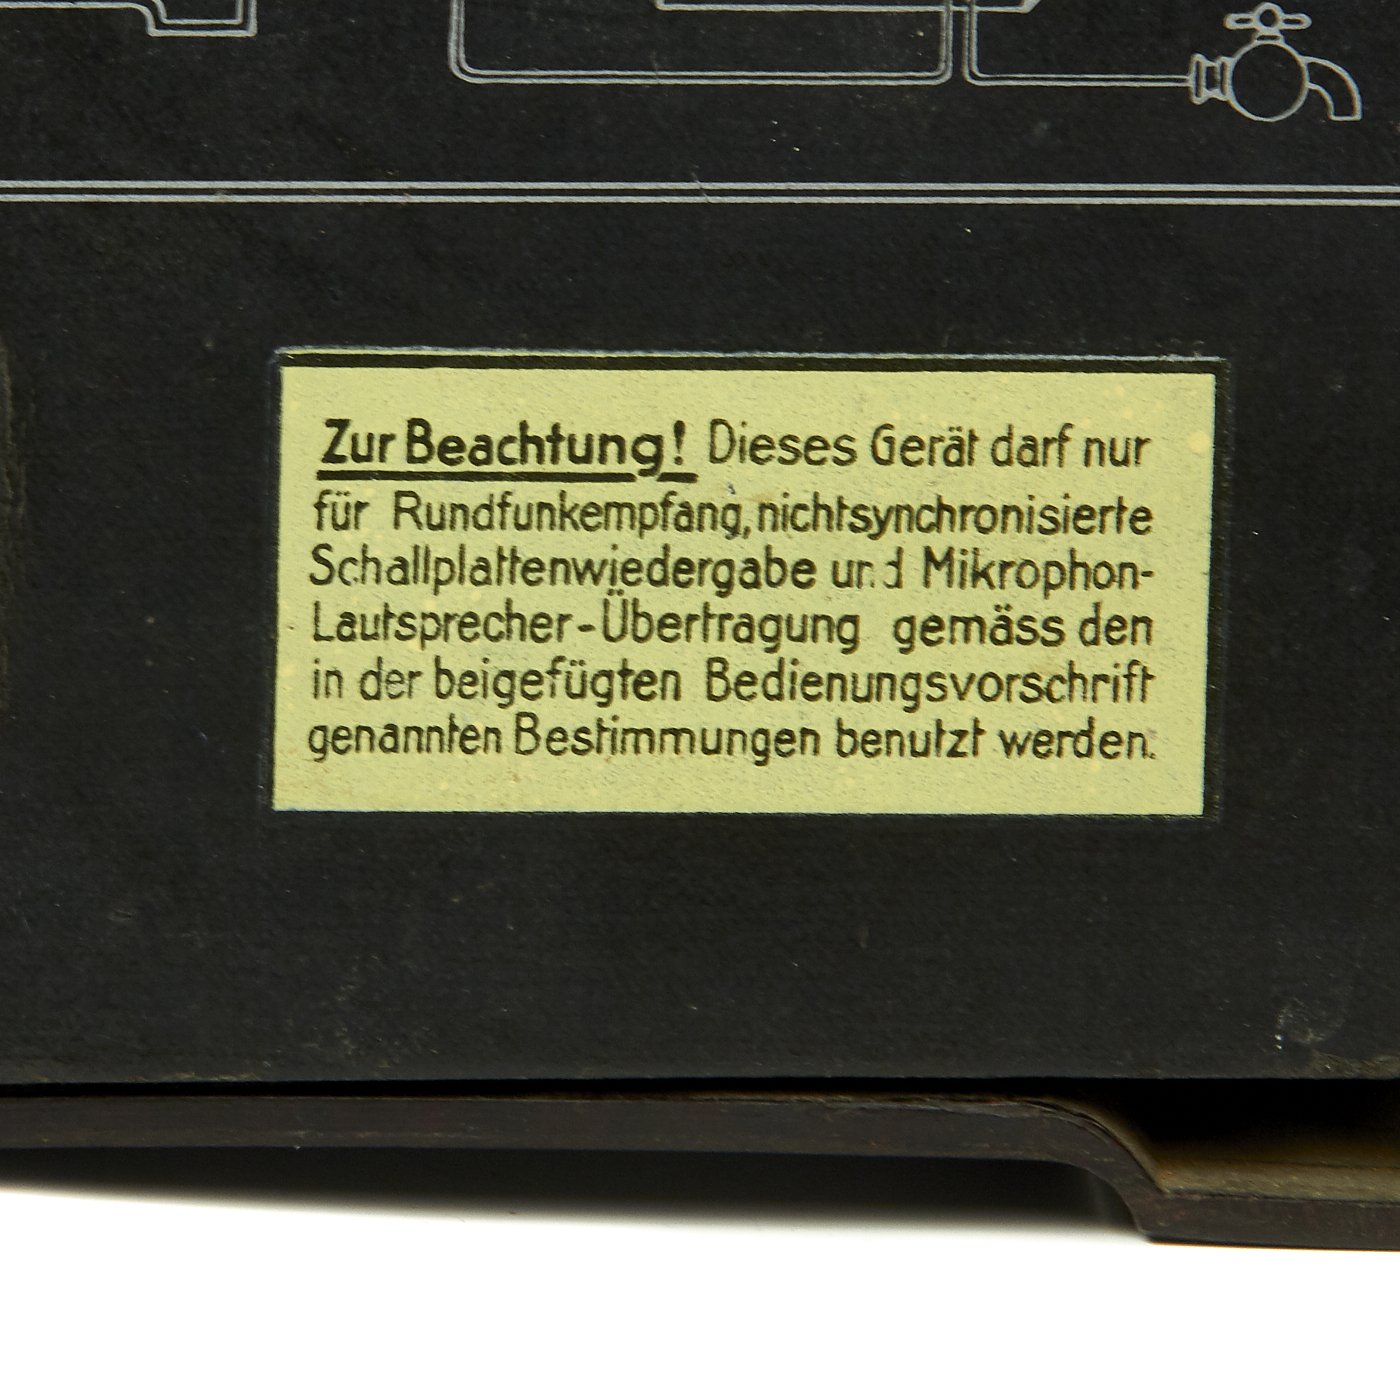 Zur Beachtung! Dieses Gerät darf nur
für Rundfunkempfang, nichtsynchronisierte
Schallplattenwiedergabe und Mikrophon-
Lautsprecher-Übertragung gemäss den
in der beigefügten Bedienungsvorschrift
genannten Bestimmungen benutzt werden.